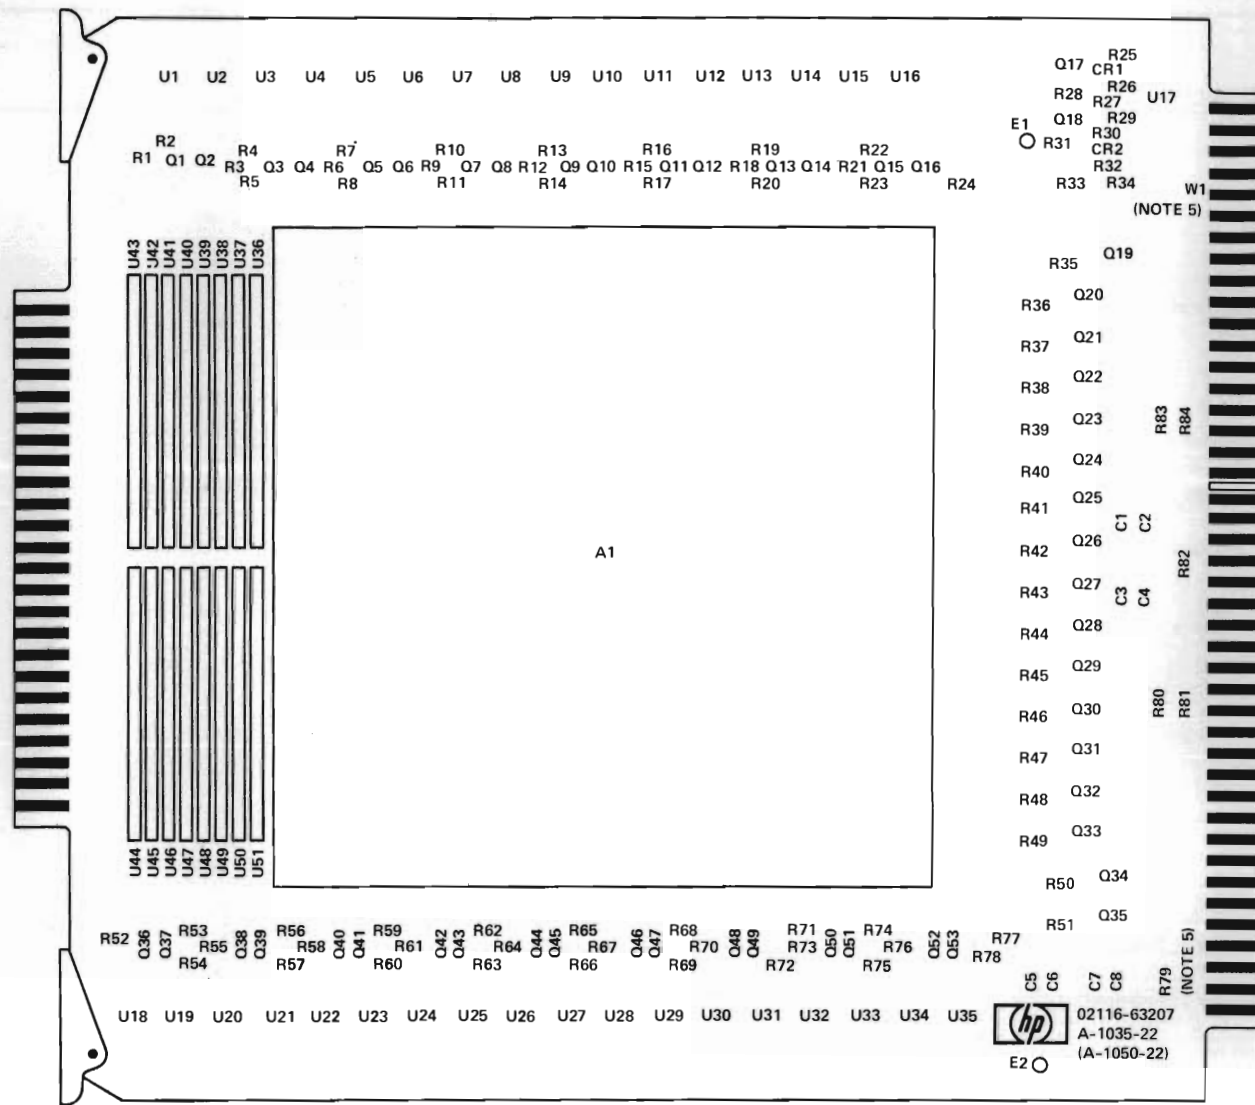 U1 U2 U3 U4 U5 U6 U7 U8 U9 U10 U11 U12 U13 U14 U15 U16
Q17 R25
CR1
R28 R26
R27 U17
Q18 R29
E1 R31 R30
CR2
R32
R33 R34
R2
R1 Q1 Q2 R4 R7 R10 R13 R16 R19 R22
R3 Q3 Q4 R6 Q5 Q6 R9 Q7 Q8 R12 Q9 Q10 R15 Q11 Q12 R18 Q13 Q14 R21 Q15 Q16
R5 R8 R11 R14 R17 R20 R23 R24
W1
(NOTE 5)
U43 U42 U41 U40 U39 U38 U37 U36
R35 Q19
R36 Q20
R37 Q21
R38 Q22
R39 Q23
R83 R84
R40 Q24
R41 Q25
C1 C2
R42 Q26
A1
R82
R43 Q27
C3 C4
R44 Q28
R45 Q29
R46 Q30
R80 R81
R47 Q31
R48 Q32
R49 Q33
U44 U45 U46 U47 U48 U49 U50 U51
R50 Q34
R51 Q35
R53 R56 R59 R62 R65 R68 R71 R74
R52 Q36 Q37 R55 Q38 Q39 R58 Q40 Q41 R61 Q42 Q43 R64 Q44 Q45 R67 Q46 Q47 R70 Q48 Q49 R73 Q50 Q51 R76 Q52 Q53 R77
R54 R57 R60 R63 R66 R69 R72 R75 R78
C5 C6 C7 C8 R79 (NOTE 5)
U18 U19 U20 U21 U22 U23 U24 U25 U26 U27 U28 U29 U30 U31 U32 U33 U34 U35
hp 02116-63207
A-1035-22
(A-1050-22)
E2